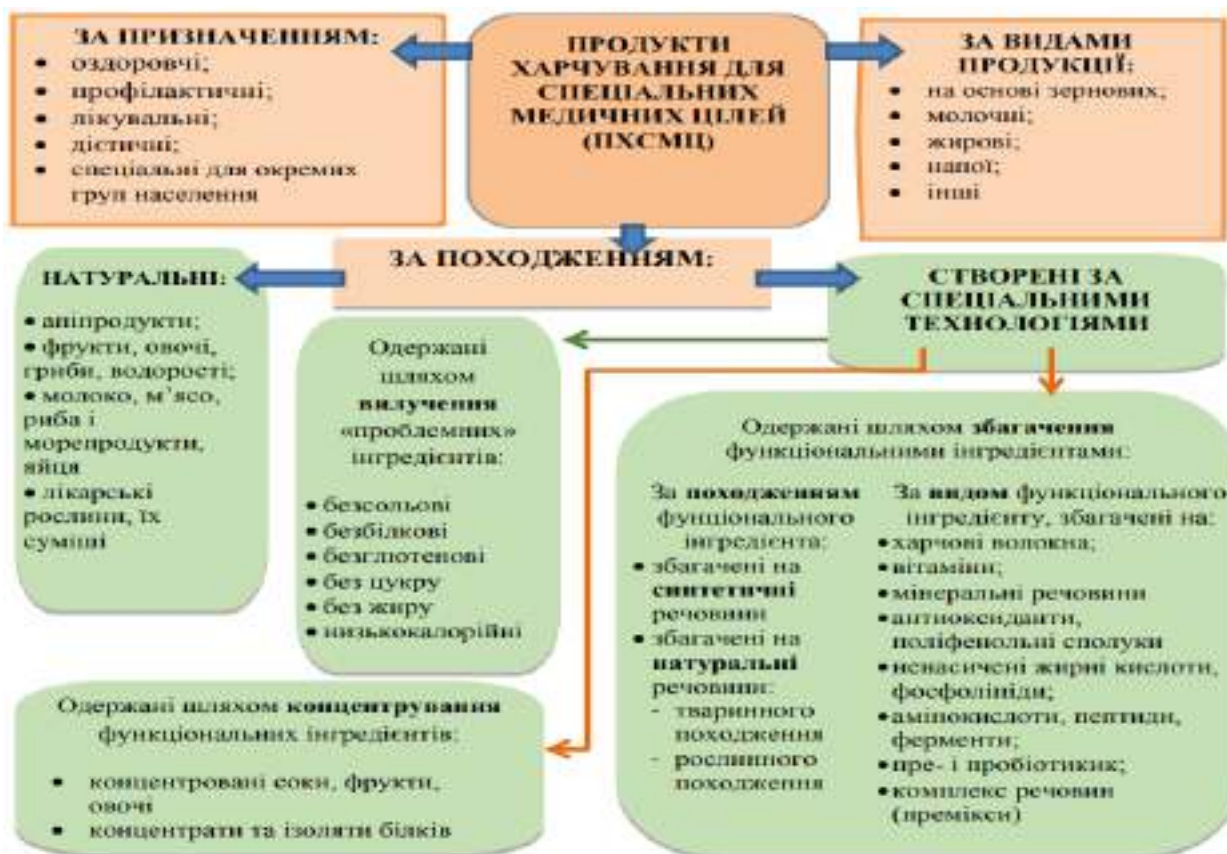 ЗА ПРИЗНАЧЕННЯМ:
• оздоровчі;
• профілактичні;
• лікувальні;
• дієтичні;
• спеціальні для окремих
груп населення
ПРОДУКТИ
ХАРЧУВАННЯ ДЛЯ
СПЕЦІАЛЬНИХ
МЕДИЧНИХ ЦІЛЕЙ
(ПХСМЦ)
ЗА ВИДАМИ
ПРОДУКЦІЇ:
• на основі зернових;
• молочні;
• жирові;
• напої;
• інші
ЗА ПОХОДЖЕННЯМ:
НАТУРАЛЬНІ:
• апіпродукти;
• фрукти, овочі,
гриби, водорості;
• молоко, м’ясо,
риба і
морепродукти,
яйця
• лікарські
рослини, їх
суміші
СТВОРЕНІ ЗА
СПЕЦІАЛЬНИМИ
ТЕХНОЛОГІЯМИ
Одержані
шляхом
вилучення
«проблемних»
інгредієнтів:
• безсольові
• безбілкові
• безглютенові
• без цукру
• без жиру
• низькокалорійні
Одержані шляхом концентрування
функціональних інгредієнтів:
• концентровані соки, фрукти,
овочі
• концентрати та ізоляти білків
Одержані шляхом збагачення
функціональними інгредієнтами:
За походженням
фунціонального
інгредієнта:
• збагачені на
синтетичні
речовини
• збагачені на
натуральні
речовини:
- тваринного
походження
- рослинного
походження
За видом функціонального
інгредієнту, збагачені на:
• харчові волокна;
• вітаміни;
• мінеральні речовини
• антиоксиданти,
поліфенольні сполуки
• ненасичені жирні кислоти,
фосфоліпіди;
• амінокислоти, пептиди,
ферменти;
• пре- і пробіотикик;
• комплекс речовин
(премікси)